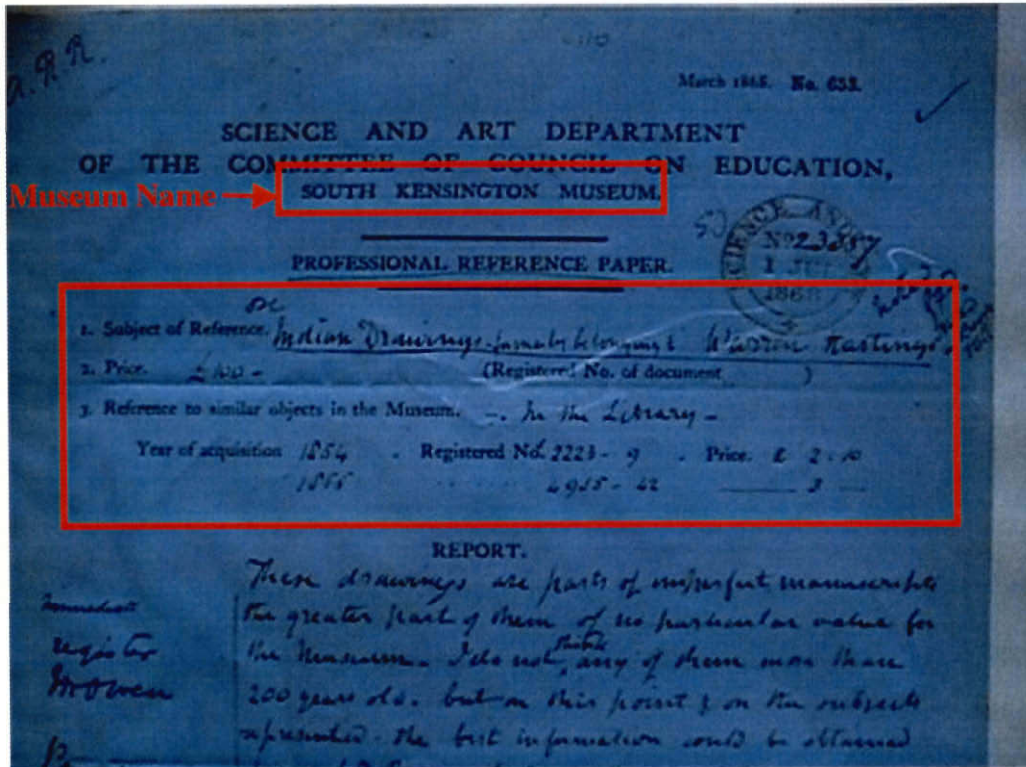 a.R.R.
March 1868. No. 633.
SCIENCE AND ART DEPARTMENT
OF THE COMMITTEE OF COUNCIL ON EDUCATION,
Museum Name
SOUTH KENSINGTON MUSEUM.
SCIENCE AND
No 23887
1
1868
PROFESSIONAL REFERENCE PAPER.
1. Subject of Reference. Indian Drawings formerly belonging to Warren Hastings
2. Price. £100 - (Registered No. of document )
3. Reference to similar objects in the Museum. -. In the Library -
Year of acquisition 1854 . Registered No. 2223 - 9 . Price. £ 2 . 10
4955 - 42 3
REPORT.
These drawings are parts of imperfect manuscripts
the greater part of them of no particular value for
the Museum. I do not think any of them more than
200 years old. but on this point & on the subjects
represented - the best information could be obtained
register